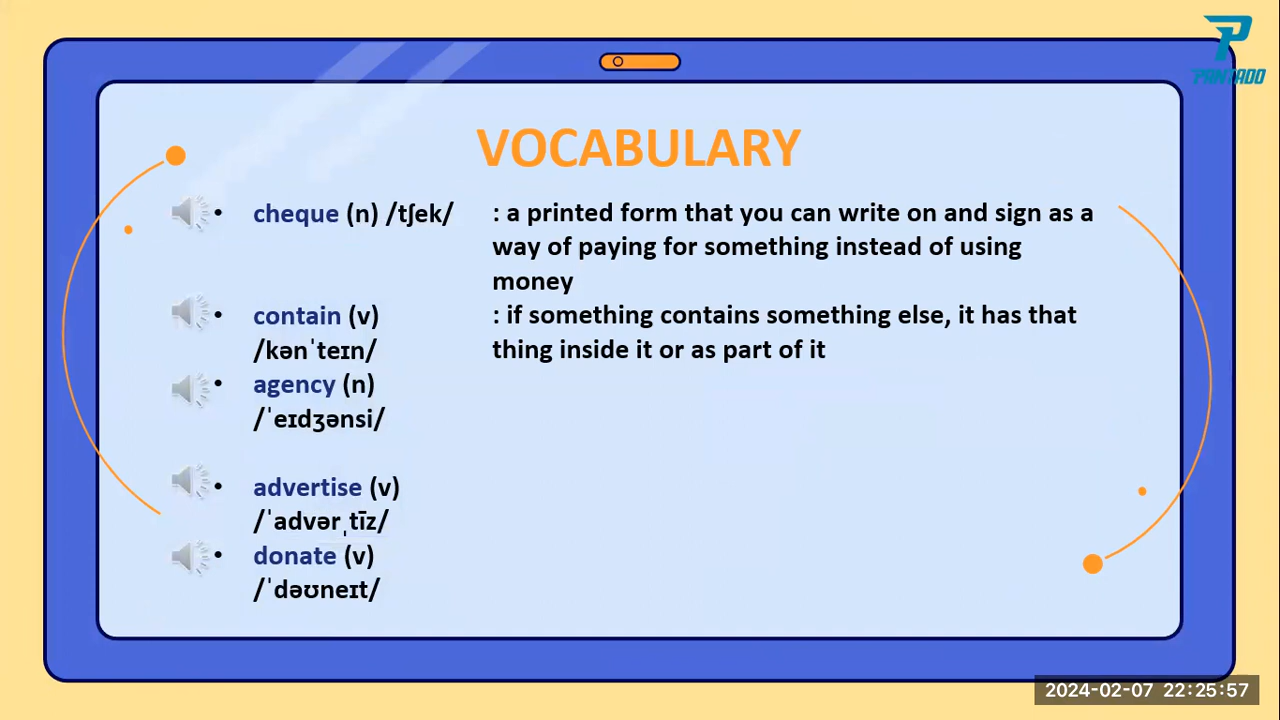 PANTADO
VOCABULARY
• cheque (n) /tʃek/ : a printed form that you can write on and sign as a
way of paying for something instead of using
money
• contain (v) : if something contains something else, it has that
/kənˈteɪn/ thing inside it or as part of it
• agency (n)
/ˈeɪdʒənsi/
• advertise (v)
/ˈadvərˌtīz/
• donate (v)
/ˈdəʊneɪt/
2024-02-07 22:25:57